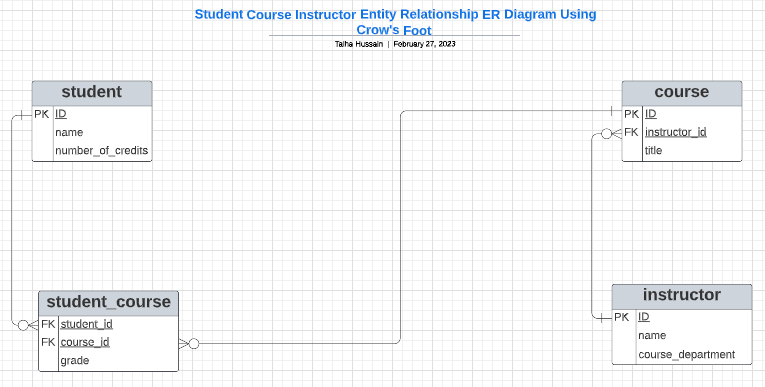 Student Course Instructor Entity Relationship ER Diagram Using
Crow's Foot
Talha Hussain | February 27, 2023
student
PK ID
name
number_of_credits
course
PK ID
FK instructor_id
title
student_course
FK student_id
FK course_id
grade
instructor
PK ID
name
course_department